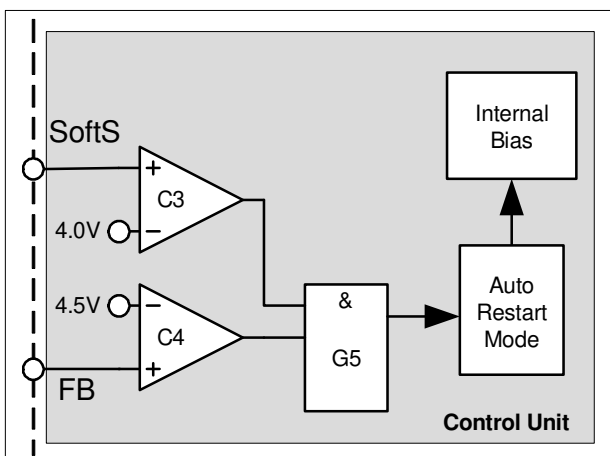 SoftS
+
C3
4.0V
−
Internal
Bias
4.5V
−
C4
+
FB
&
G5
Auto
Restart
Mode
Control Unit